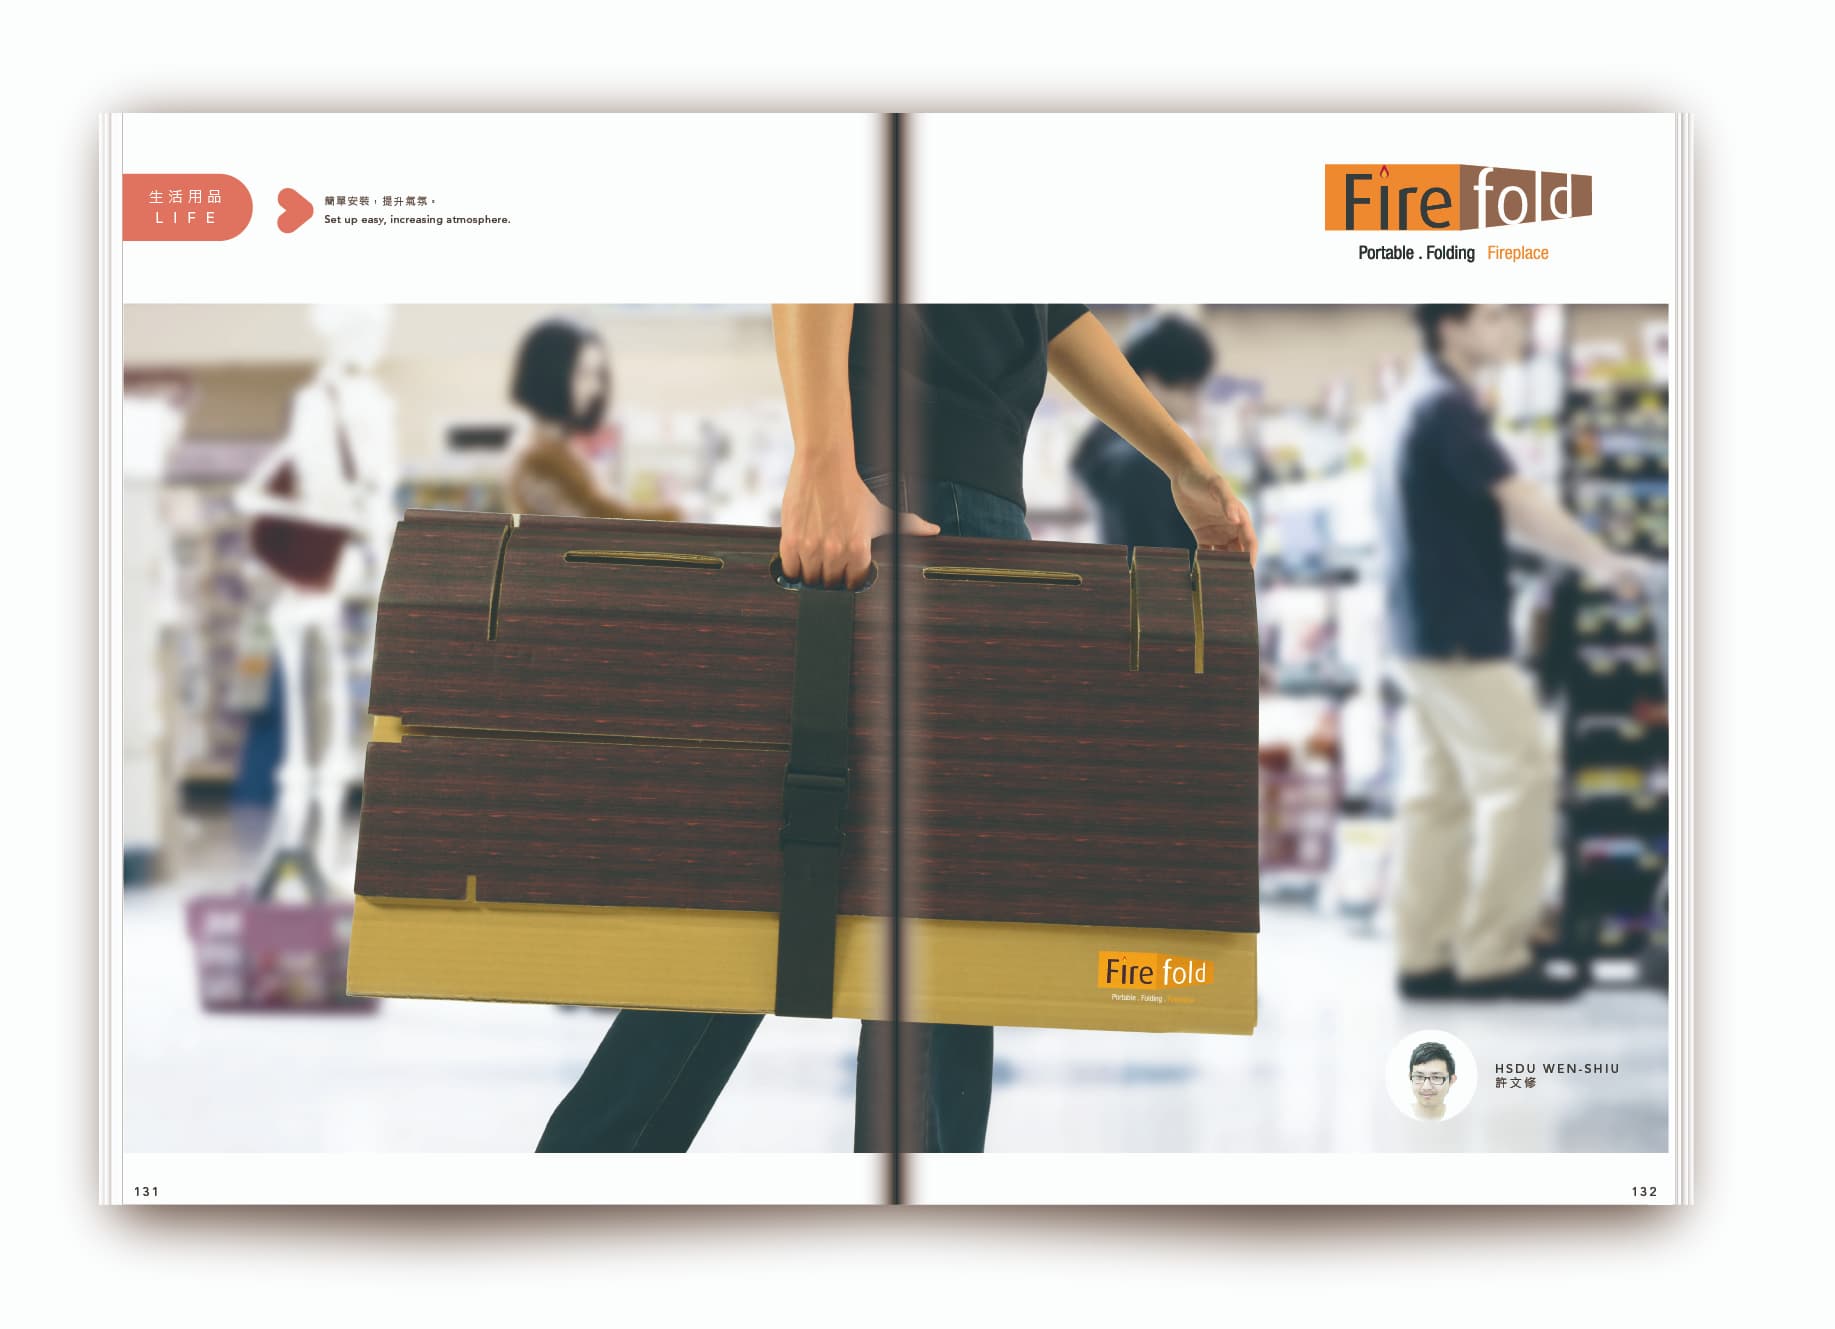 生活用品
LIFE
簡單安裝，提升氣氛。
Set up easy, increasing atmosphere.
Fire fold
Portable . Folding Fireplace
Fire fold
Portable . Folding . Fireplace
HSDU WEN-SHIU
許文修
131
132